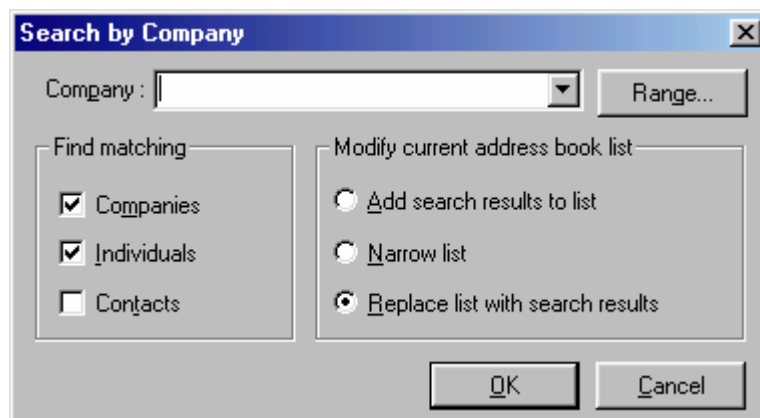 Search by Company
Company :
Range...
Find matching
Modify current address book list
Companies
Add search results to list
Individuals
Narrow list
Contacts
Replace list with search results
OK
Cancel